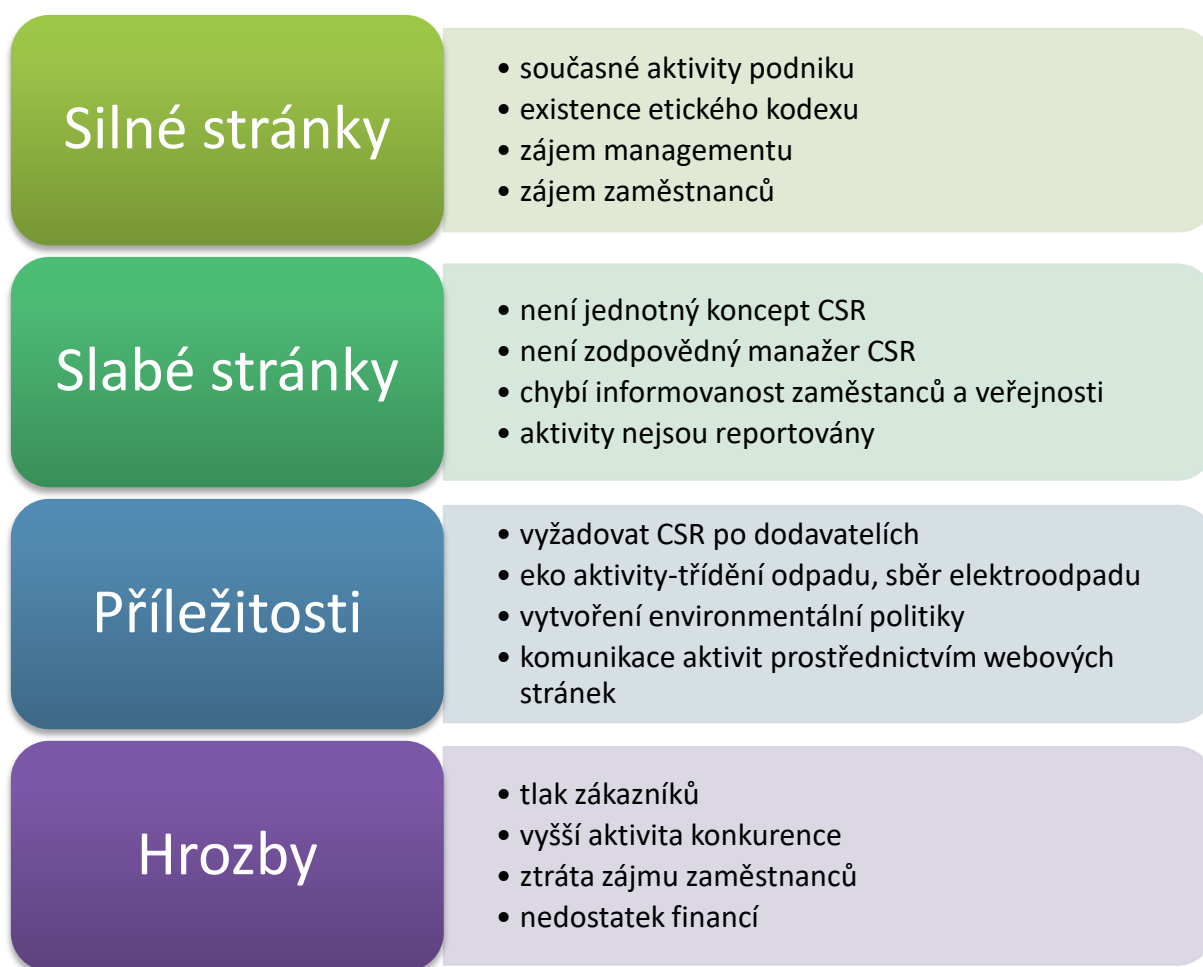 Silné stránky
• současné aktivity podniku
• existence etického kodexu
• zájem managementu
• zájem zaměstnanců
Slabé stránky
• není jednotný koncept CSR
• není zodpovědný manažer CSR
• chybí informovanost zaměstanců a veřejnosti
• aktivity nejsou reportovány
Příležitosti
• vyžadovat CSR po dodavatelích
• eko aktivity-třídění odpadu, sběr elektroodpadu
• vytvoření environmentální politiky
• komunikace aktivit prostřednictvím webových
stránek
Hrozby
• tlak zákazníků
• vyšší aktivita konkurence
• ztráta zájmu zaměstnanců
• nedostatek financí